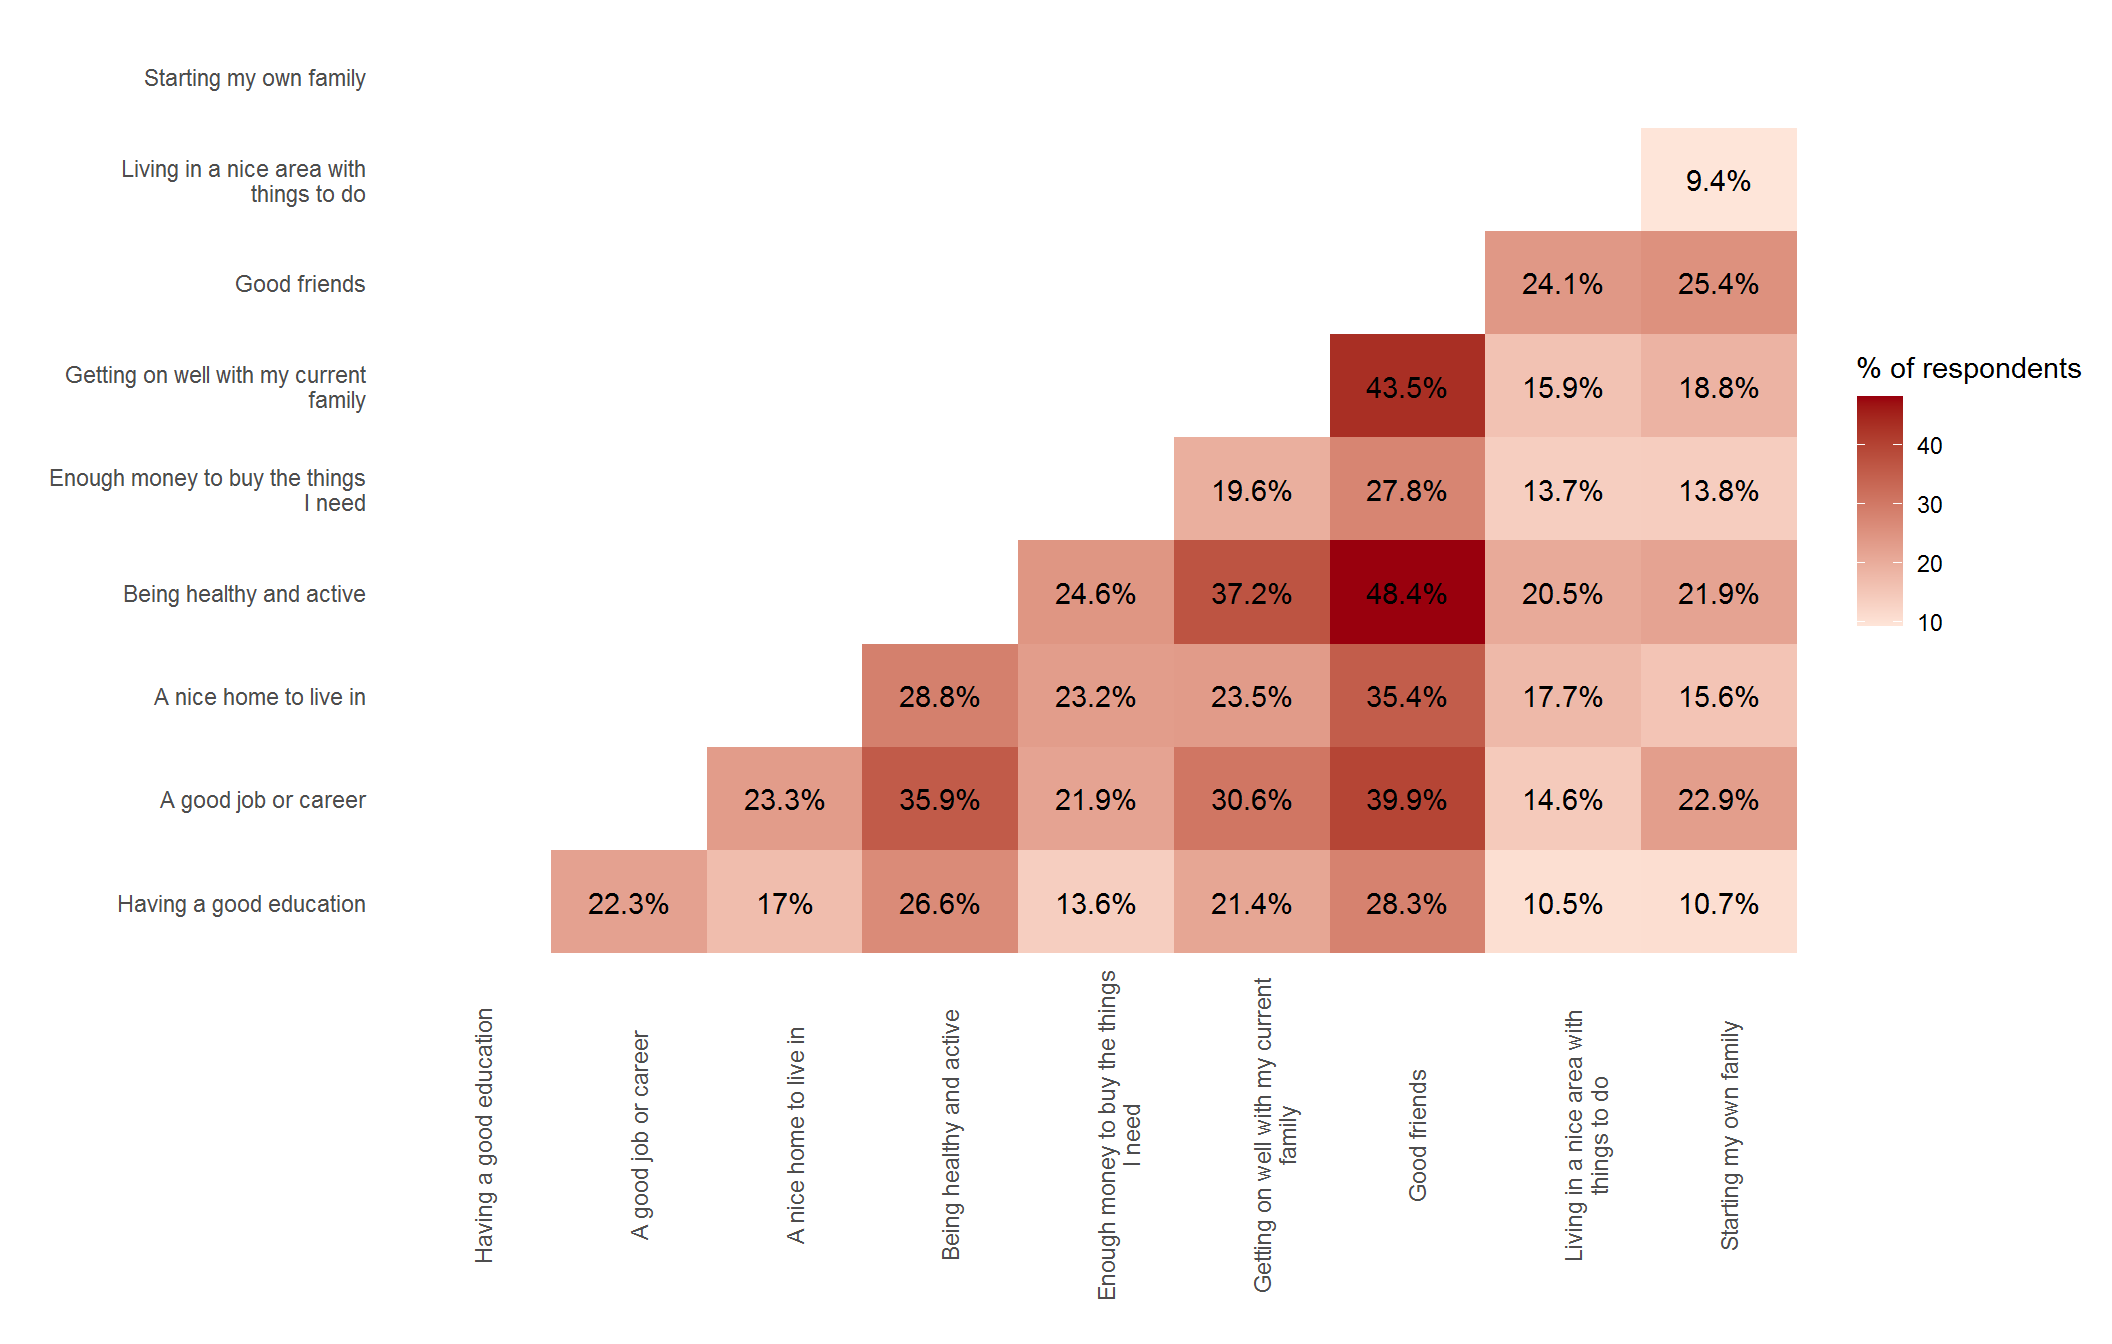 Starting my own family
Living in a nice area with
things to do
9.4%
Good friends
24.1% 25.4%
Getting on well with my current
family
43.5% 15.9% 18.8%
Enough money to buy the things
I need
19.6% 27.8% 13.7% 13.8%
Being healthy and active
24.6% 37.2% 48.4% 20.5% 21.9%
A nice home to live in
28.8% 23.2% 23.5% 35.4% 17.7% 15.6%
A good job or career
23.3% 35.9% 21.9% 30.6% 39.9% 14.6% 22.9%
Having a good education
22.3% 17% 26.6% 13.6% 21.4% 28.3% 10.5% 10.7%
Having a good education
A good job or career
A nice home to live in
Being healthy and active
Enough money to buy the things
I need
Getting on well with my current
family
Good friends
Living in a nice area with
things to do
Starting my own family
% of respondents
40
30
20
10